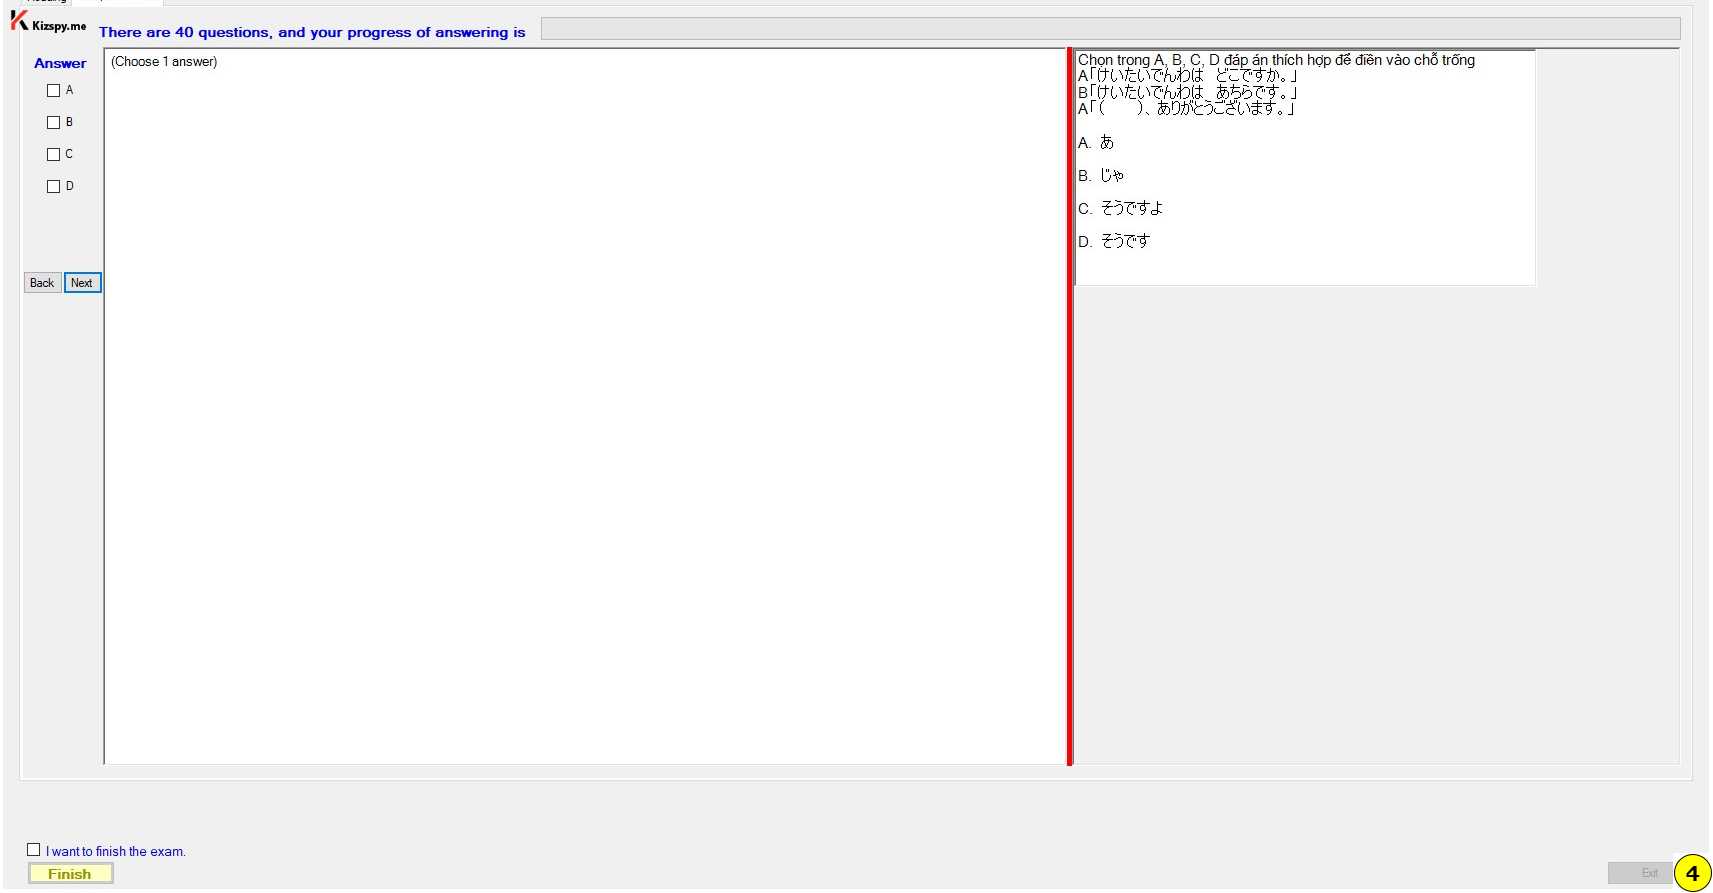 Kizspy.me
There are 40 questions, and your progress of answering is
Answer
(Choose 1 answer)
A
B
C
D
Back
Next
Chọn trong A, B, C, D đáp án thích hợp để điền vào chỗ trống
A「けいたいでんわは　どこですか。」
B「けいたいでんわは　あちらです。」
A「(　　)、ありがとうございます。」
A. あ
B. じゃ
C. そうですよ
D. そうです
I want to finish the exam.
Finish
Exit
4